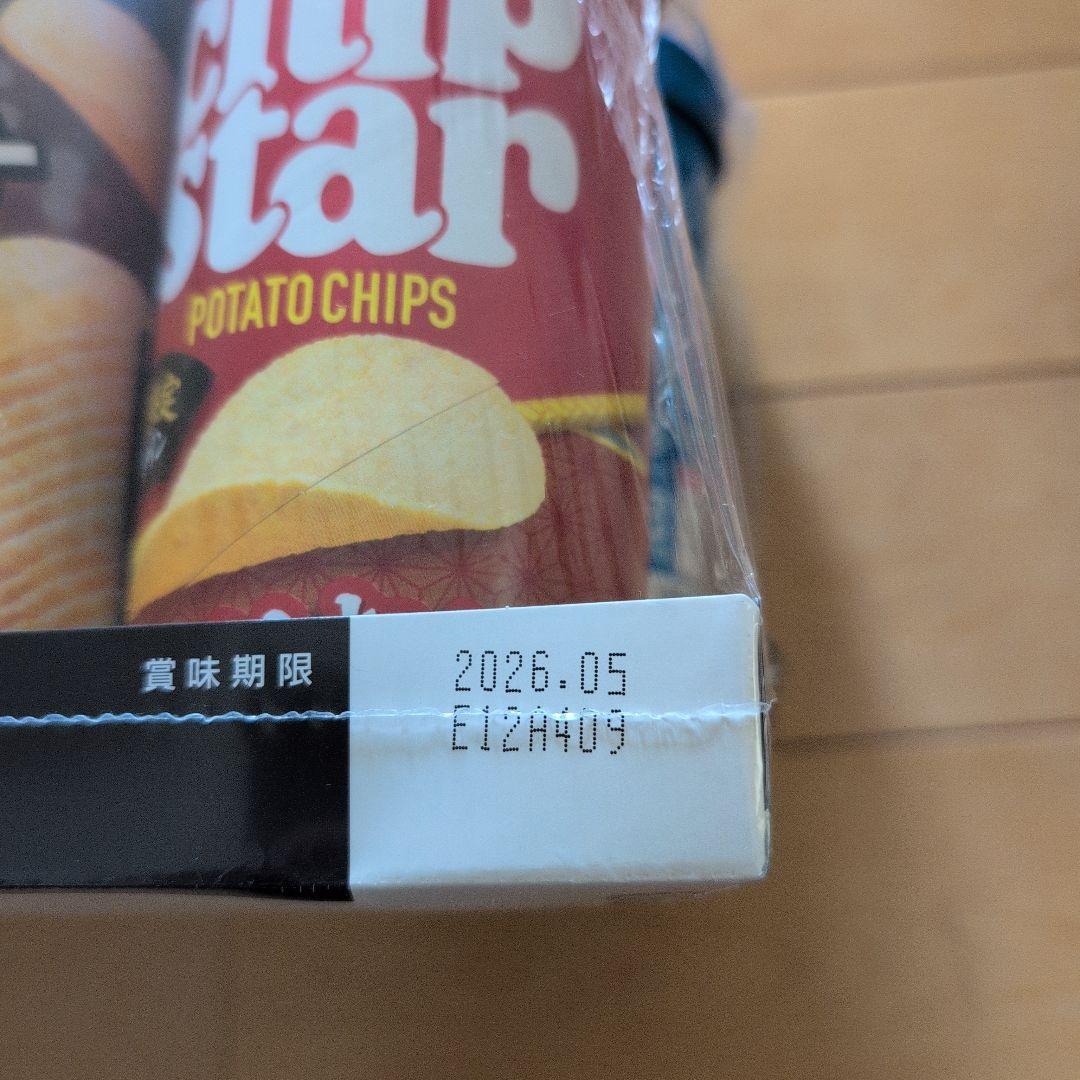 chip
star
POTATO CHIPS
賞味期限
2026.05
E12A409